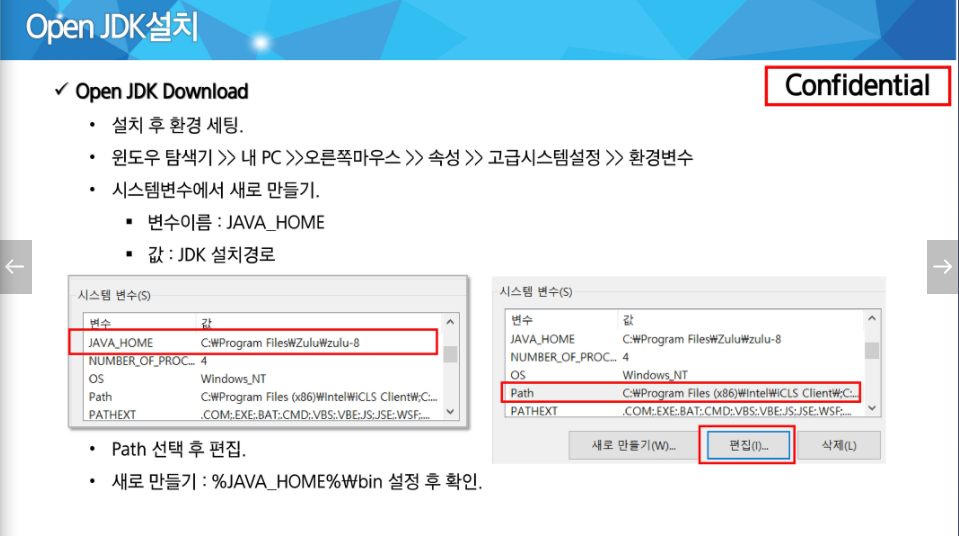 Open JDK설치
Confidential
✓ Open JDK Download
• 설치 후 환경 세팅.
• 윈도우 탐색기 >> 내 PC >>오른쪽마우스 >> 속성 >> 고급시스템설정 >> 환경변수
• 시스템변수에서 새로 만들기.
▪ 변수이름 : JAVA_HOME
▪ 값 : JDK 설치경로
시스템 변수(S)
변수 값
JAVA_HOME C:₩Program Files₩Zulu₩zulu-8
NUMBER_OF_PROC... 4
OS Windows_NT
Path C:₩Program Files (x86)₩Intel₩iCLS Client₩;C:...
PATHEXT .COM;.EXE;.BAT;.CMD;.VBS;.VBE;.JS;.JSE;.WSF;....
시스템 변수(S)
변수 값
JAVA_HOME C:₩Program Files₩Zulu₩zulu-8
NUMBER_OF_PROC... 4
OS Windows_NT
Path C:₩Program Files (x86)₩Intel₩iCLS Client₩;C:...
PATHEXT .COM;.EXE;.BAT;.CMD;.VBS;.VBE;.JS;.JSE;.WSF;....
새로 만들기(W)... 편집(I)... 삭제(L)
• Path 선택 후 편집.
• 새로 만들기 : %JAVA_HOME%₩bin 설정 후 확인.